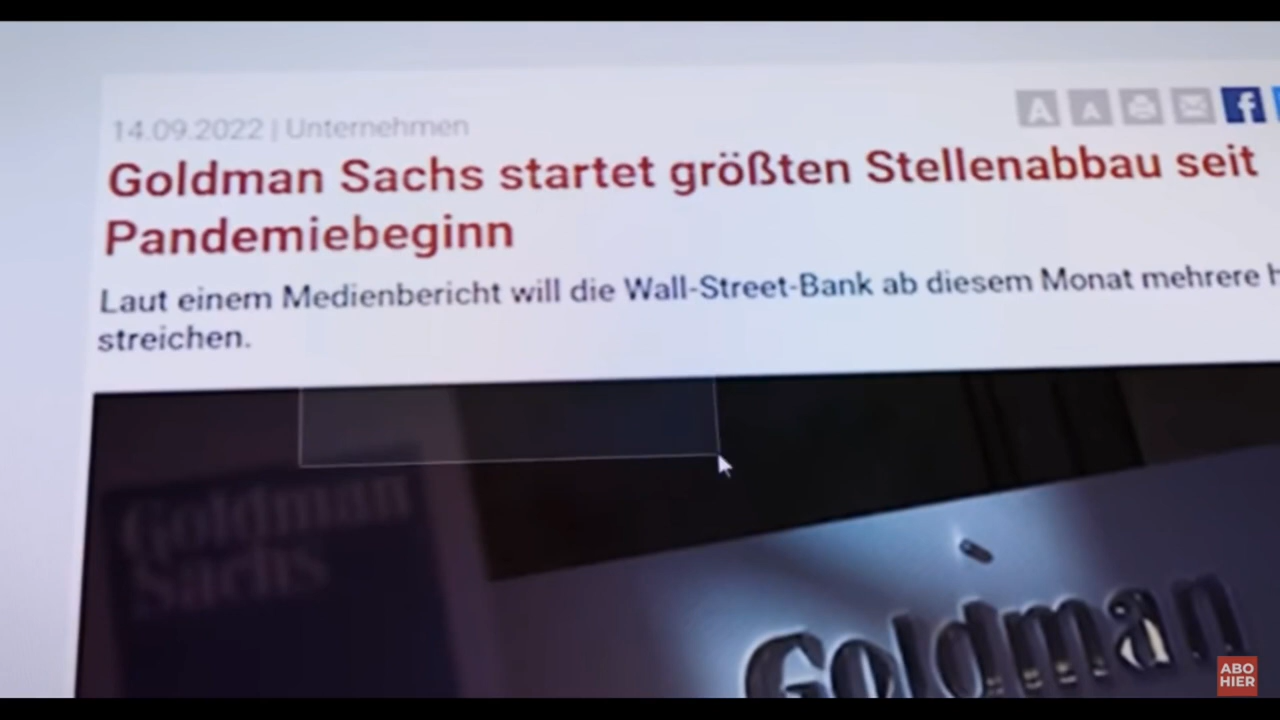 14.09.2022 | Unternehmen
A A f
Goldman Sachs startet größten Stellenabbau seit
Pandemiebeginn
Laut einem Medienbericht will die Wall-Street-Bank ab diesem Monat mehrere h
streichen.
Goldman
Sachs
Goldman
ABO
HIER